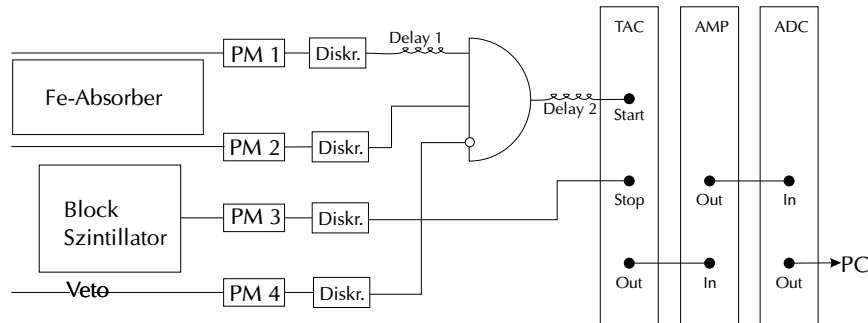 TAC AMP ADC
PM 1 Diskr. Delay 1
Fe-Absorber
Delay 2 Start
PM 2 Diskr.
Block
Szintillator
PM 3 Diskr.
Stop Out In
Veto PM 4 Diskr.
Out In Out PC